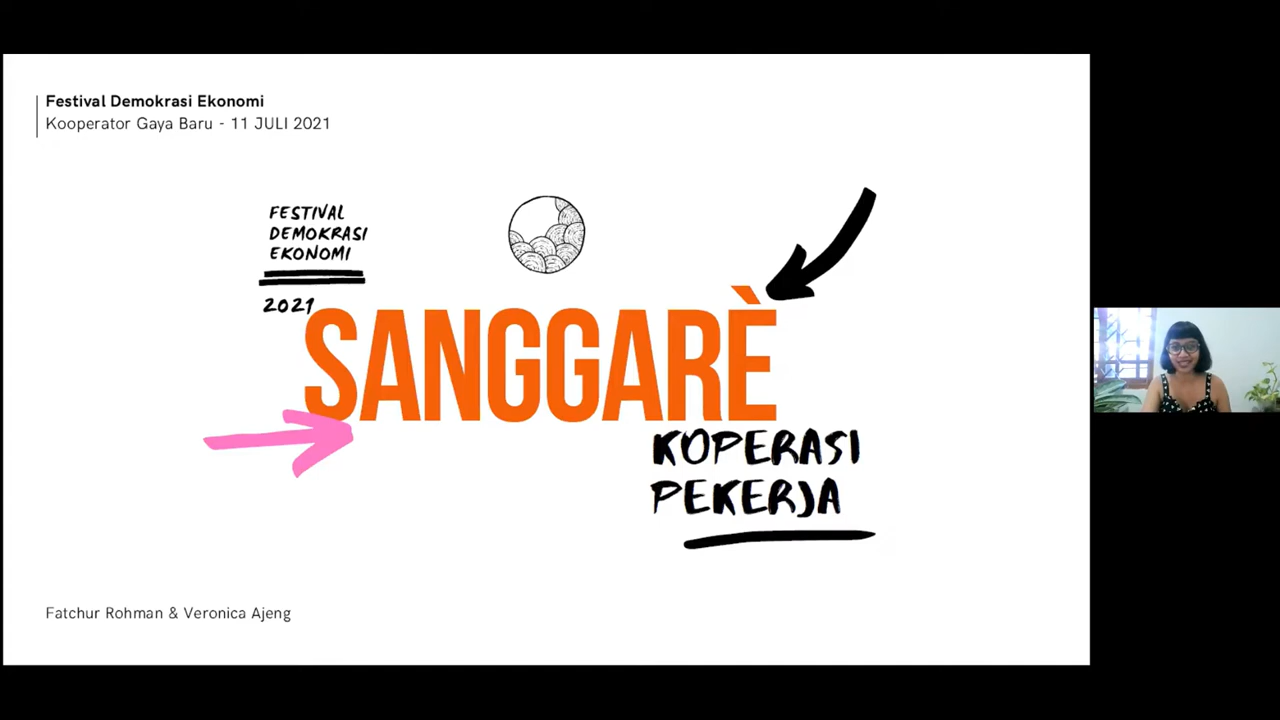 Festival Demokrasi Ekonomi
Kooperator Gaya Baru - 11 JULI 2021
FESTIVAL
DEMOKRASI
EKONOMI
2021
SANGGARÈ
KOPERASI
PEKERJA
Fatchur Rohman & Veronica Ajeng